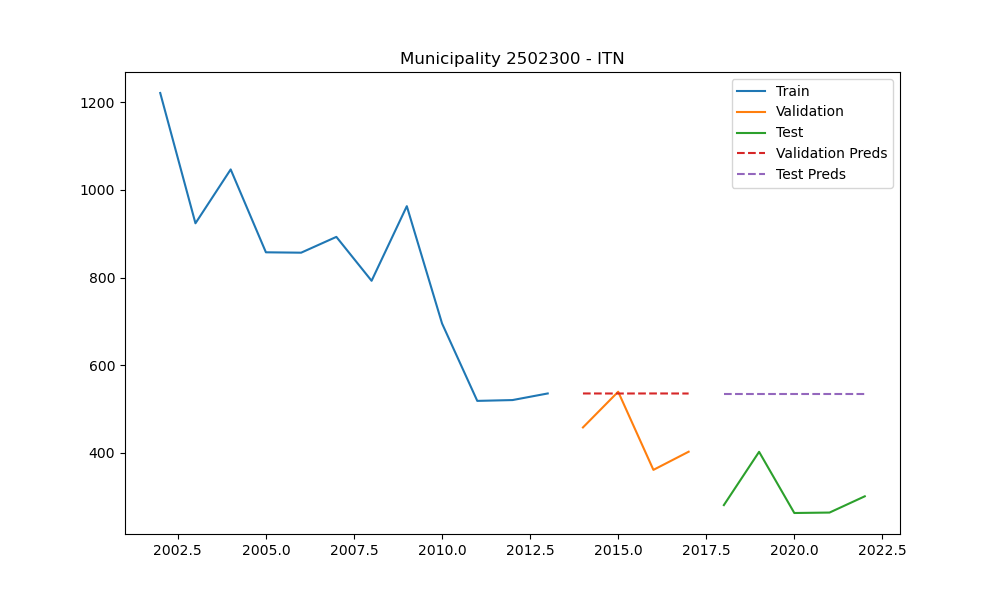 Municipality 2502300 - ITN
Train
Validation
Test
Validation Preds
Test Preds
1200
1000
800
600
400
2002.5 2005.0 2007.5 2010.0 2012.5 2015.0 2017.5 2020.0 2022.5